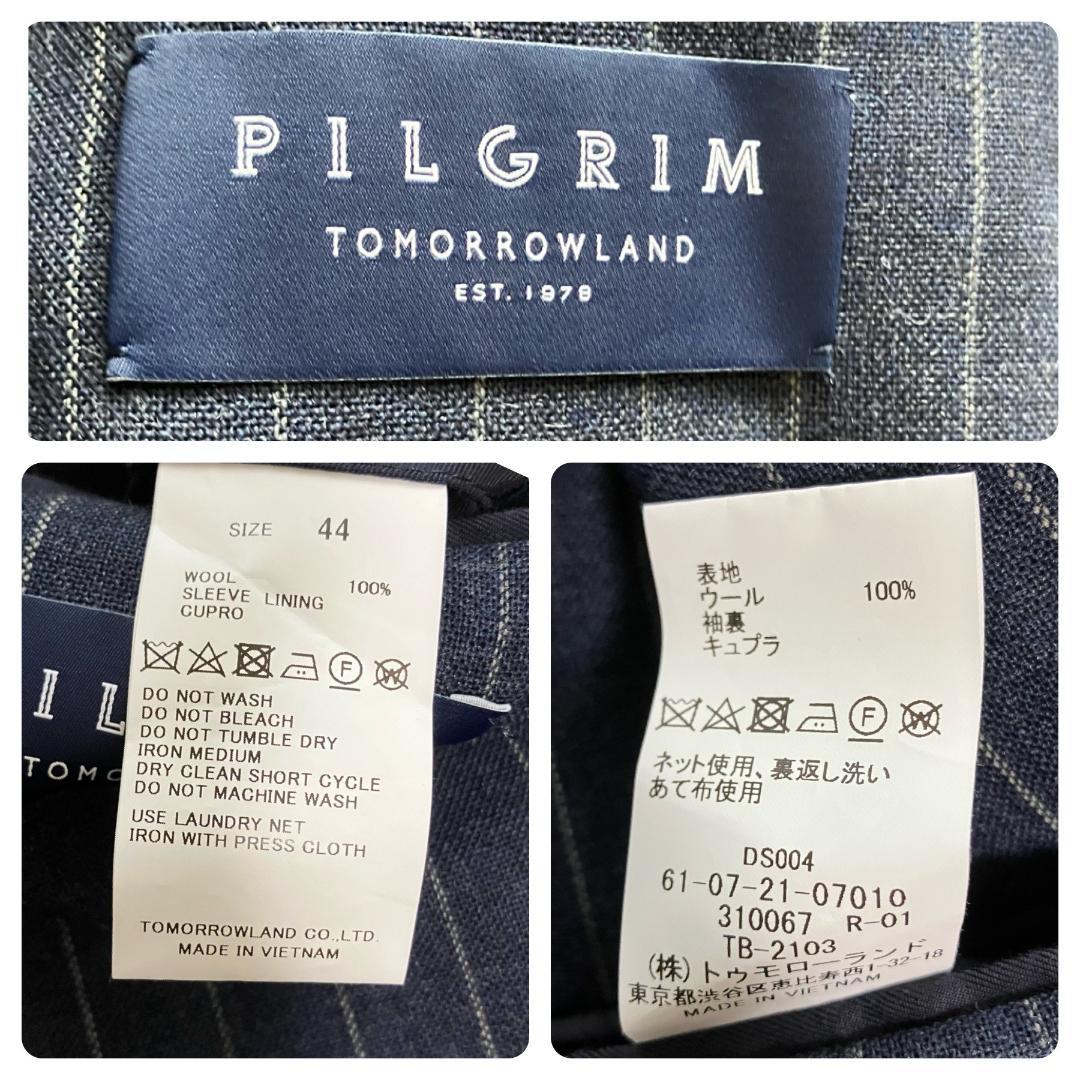 PILGRIM
TOMORROWLAND
EST. 1978
SIZE 44
WOOL 100%
SLEEVE LINING
CUPRO
F
W
DO NOT WASH
DO NOT BLEACH
DO NOT TUMBLE DRY
IRON MEDIUM
DRY CLEAN SHORT CYCLE
DO NOT MACHINE WASH
USE LAUNDRY NET
IRON WITH PRESS CLOTH
TOMORROWLAND CO.,LTD.
MADE IN VIETNAM
IL
TOMO
表地
ウール 100%
袖裏
キュプラ
F
W
ネット使用、裏返し洗い
あて布使用
DS004
61-07-21-07010
310067 R-01
TB-2103
(株)トゥモローランド
東京都渋谷区恵比寿西1-32-18
MADE IN VIETNAM